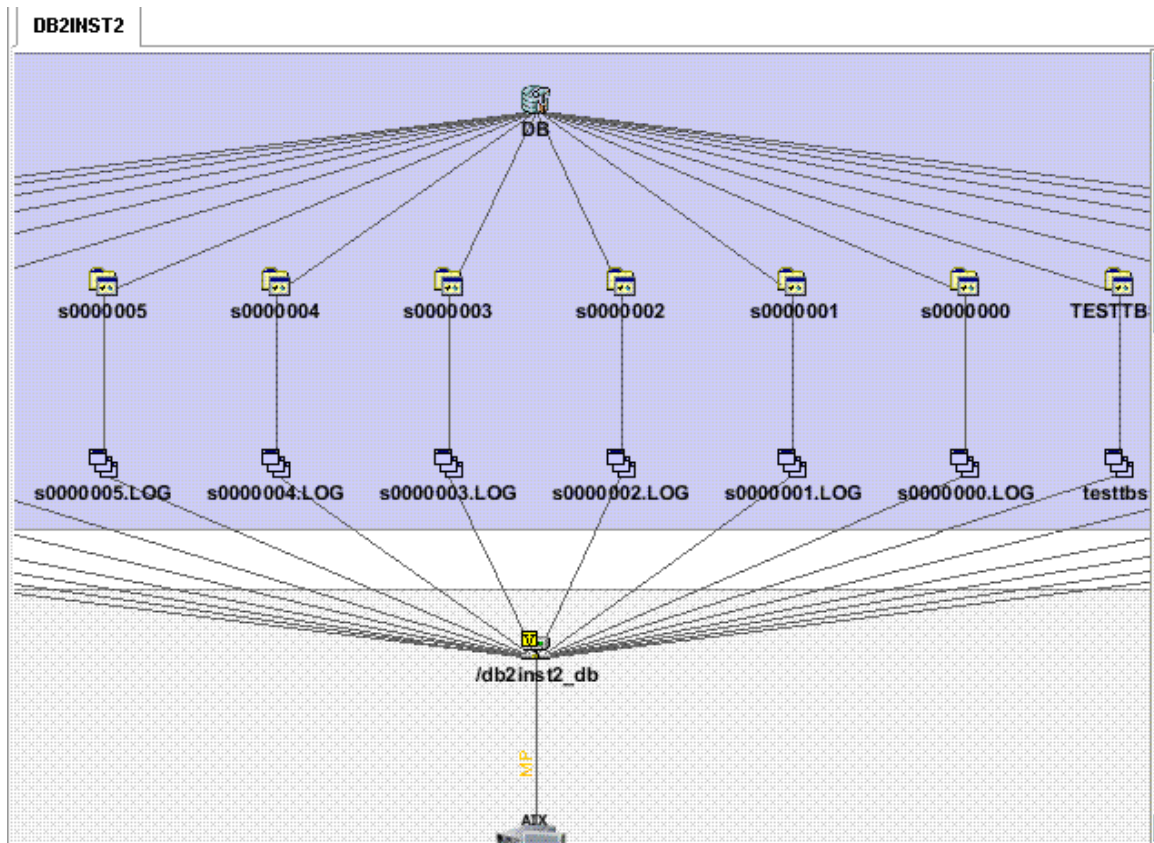 DB2INST2
DB
s0000005 s0000004 s0000003 s0000002 s0000001 s0000000 TESTTBS
s0000005.LOG s0000004.LOG s0000003.LOG s0000002.LOG s0000001.LOG s0000000.LOG testtbs
/db2inst2_db
MP
AIX